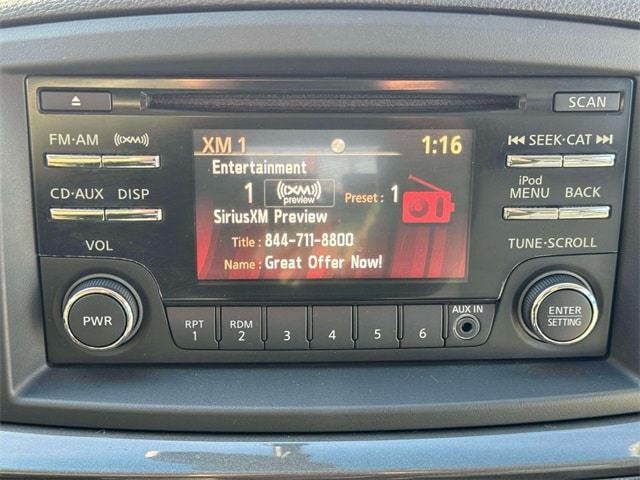 SCAN
FM·AM ((XM)) XM 1 1:16 SEEK·CAT
Entertainment
1 ((XM)) preview Preset : 1
iPod
CD·AUX DISP MENU BACK
SiriusXM Preview
VOL Title : 844-711-8800 TUNE·SCROLL
Name : Great Offer Now!
PWR
RPT 1 RDM 2 3 4 5 6 AUX IN
ENTER
SETTING